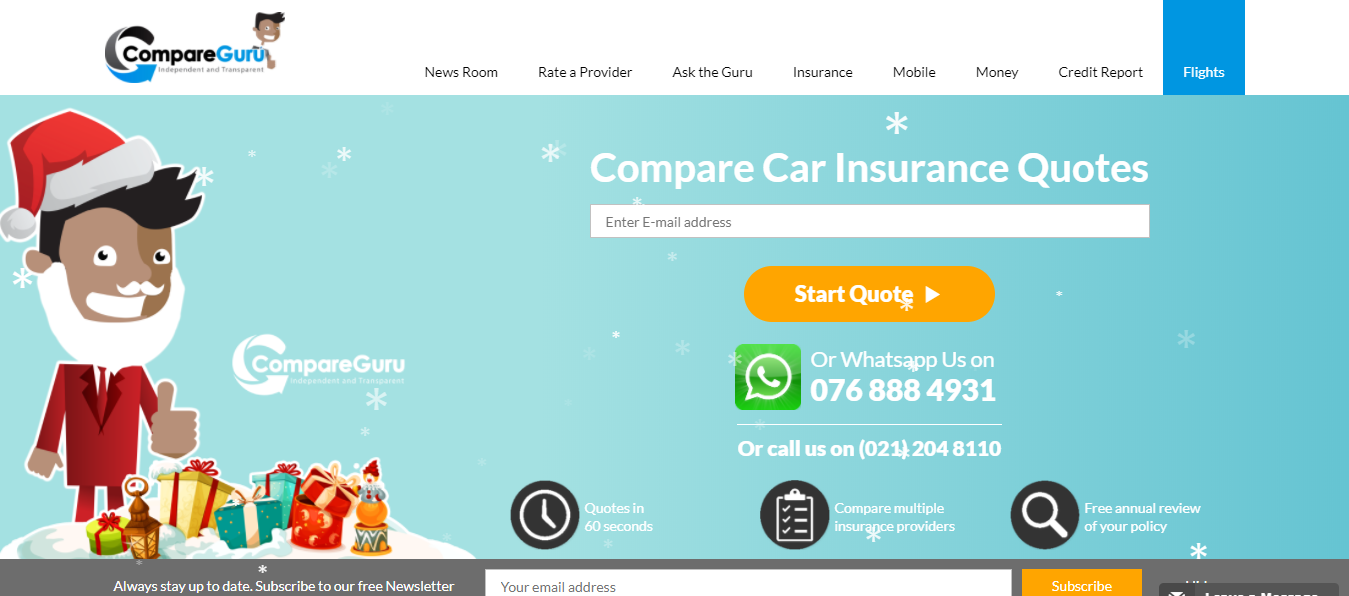 CompareGuru
Independent and Transparent
News Room
Rate a Provider
Ask the Guru
Insurance
Mobile
Money
Credit Report
Flights
Compare Car Insurance Quotes
Enter E-mail address
Start Quote
CompareGuru
Independent and Transparent
Or Whatsapp Us on
076 888 4931
Or call us on (021) 204 8110
Quotes in
60 seconds
Compare multiple
insurance providers
Free annual review
of your policy
Always stay up to date. Subscribe to our free Newsletter
Your email address
Subscribe
Leave a Message